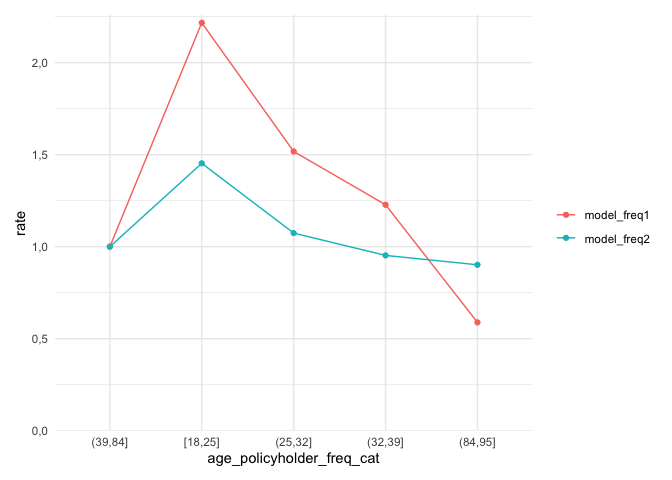 2,0
1,5
1,0
0,5
0,0
rate
(39,84] [18,25] (25,32] (32,39] (84,95]
age_policyholder_freq_cat
model_freq1
model_freq2